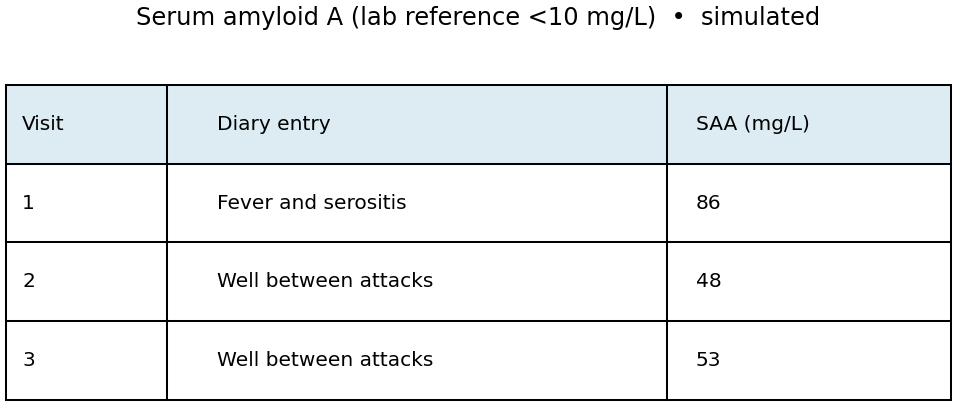 Serum amyloid A (lab reference <10 mg/L)  •  simulated
Visit Diary entry SAA (mg/L)
1 Fever and serositis 86
2 Well between attacks 48
3 Well between attacks 53